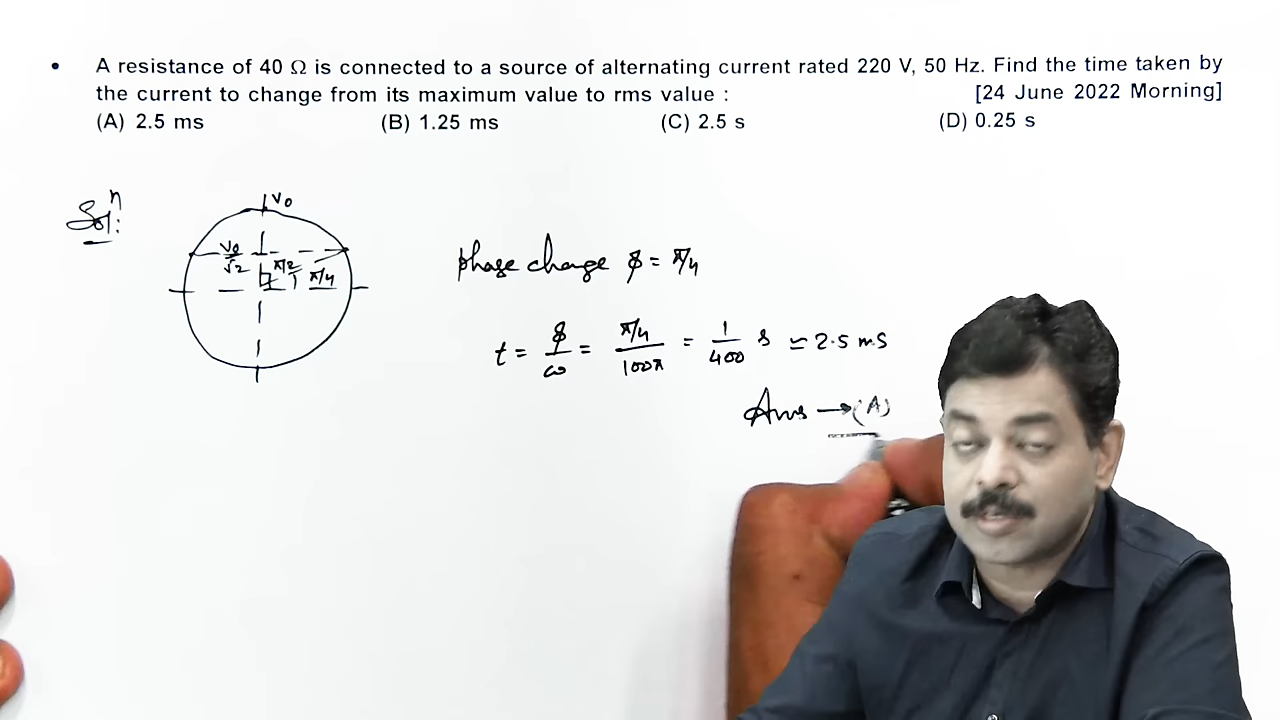 • A resistance of 40 Ω is connected to a source of alternating current rated 220 V, 50 Hz. Find the time taken by
the current to change from its maximum value to rms value : [24 June 2022 Morning]
(A) 2.5 ms (B) 1.25 ms (C) 2.5 s (D) 0.25 s
Solⁿ:
V₀
V₀/√2
π/4
phase change φ = π/4
t = φ/ω = (π/4)/(100π) = 1/400 s ≃ 2.5 m.s
Ans → (A)